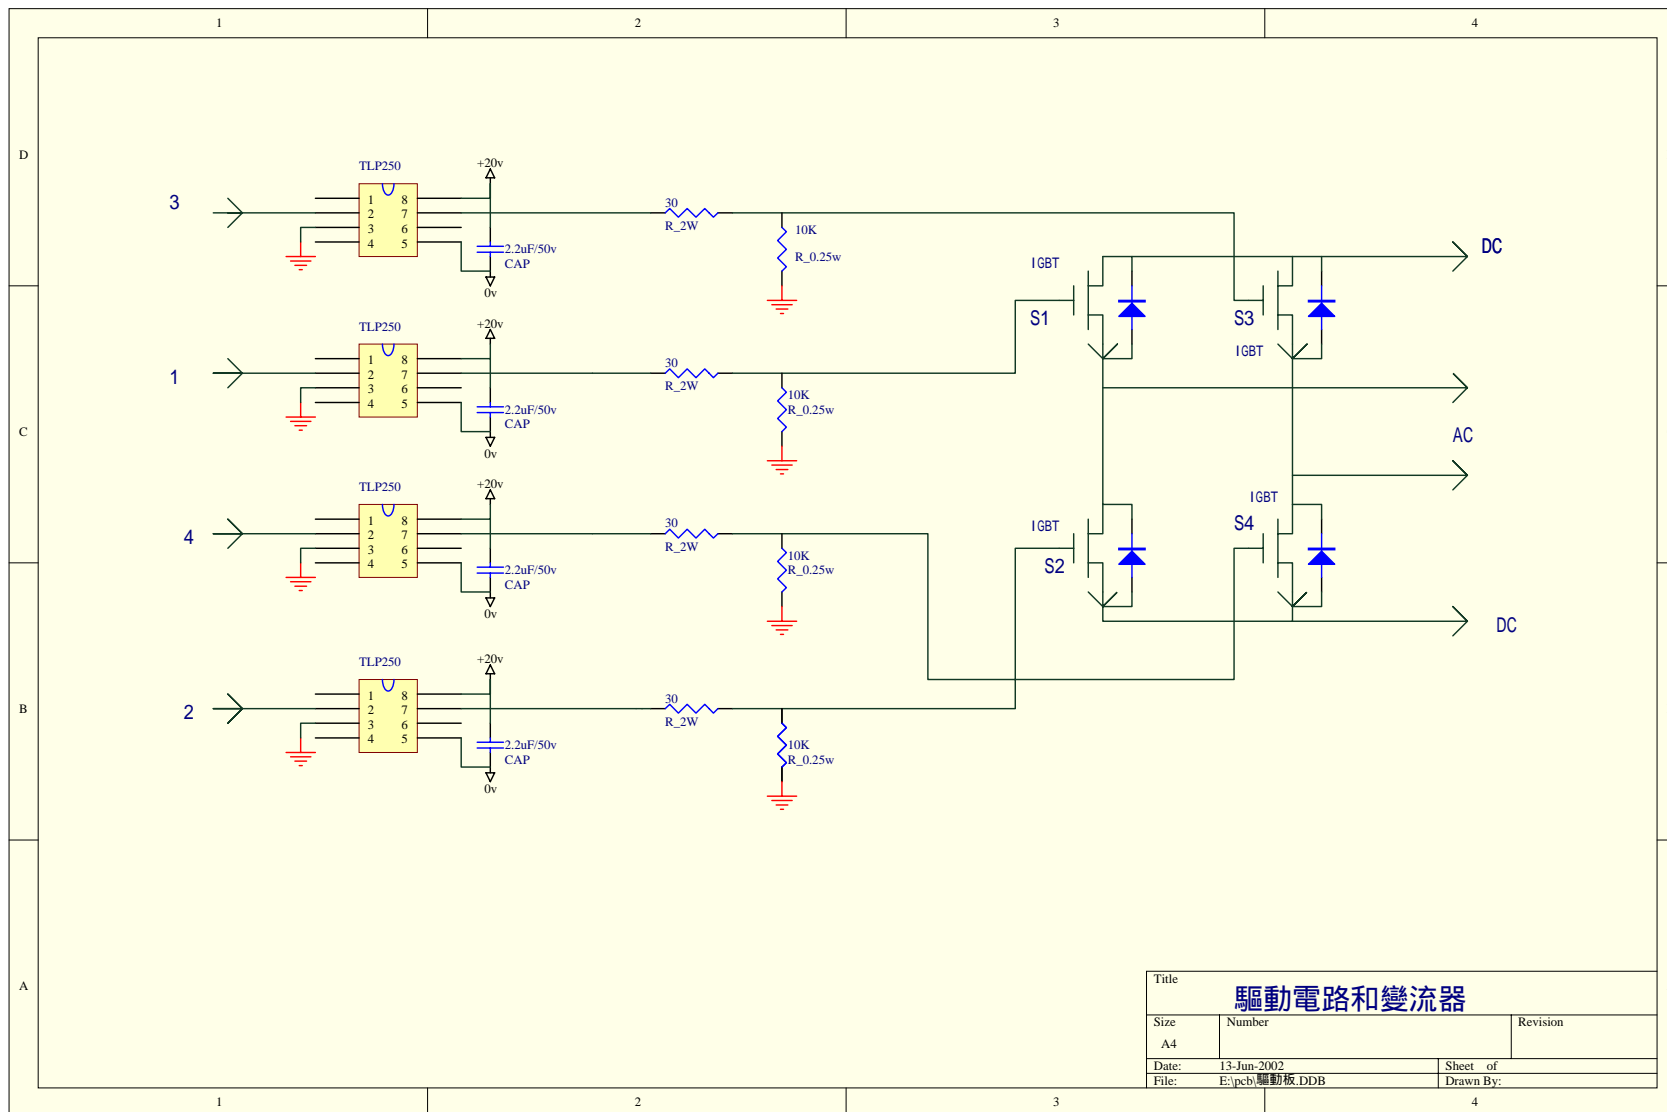 1 2 3 4
D
TLP250
+20v
3
1 8
2 7
3 6
4 5
30
R_2W
10K
R_0.25w
2.2uF/50v
CAP
0v
DC
IGBT
S1
S3
IGBT
TLP250
+20v
1
1 8
2 7
3 6
4 5
30
R_2W
10K
R_0.25w
2.2uF/50v
CAP
0v
C
AC
TLP250
+20v
4
1 8
2 7
3 6
4 5
30
R_2W
10K
R_0.25w
2.2uF/50v
CAP
0v
IGBT
IGBT
S4
S2
DC
TLP250
+20v
B
2
1 8
2 7
3 6
4 5
30
R_2W
10K
R_0.25w
2.2uF/50v
CAP
0v
A
Title
驅動電路和變流器
Size Number Revision
A4
Date: 13-Jun-2002 Sheet of
File: E:\pcb\驅動板.DDB Drawn By:
1 2 3 4